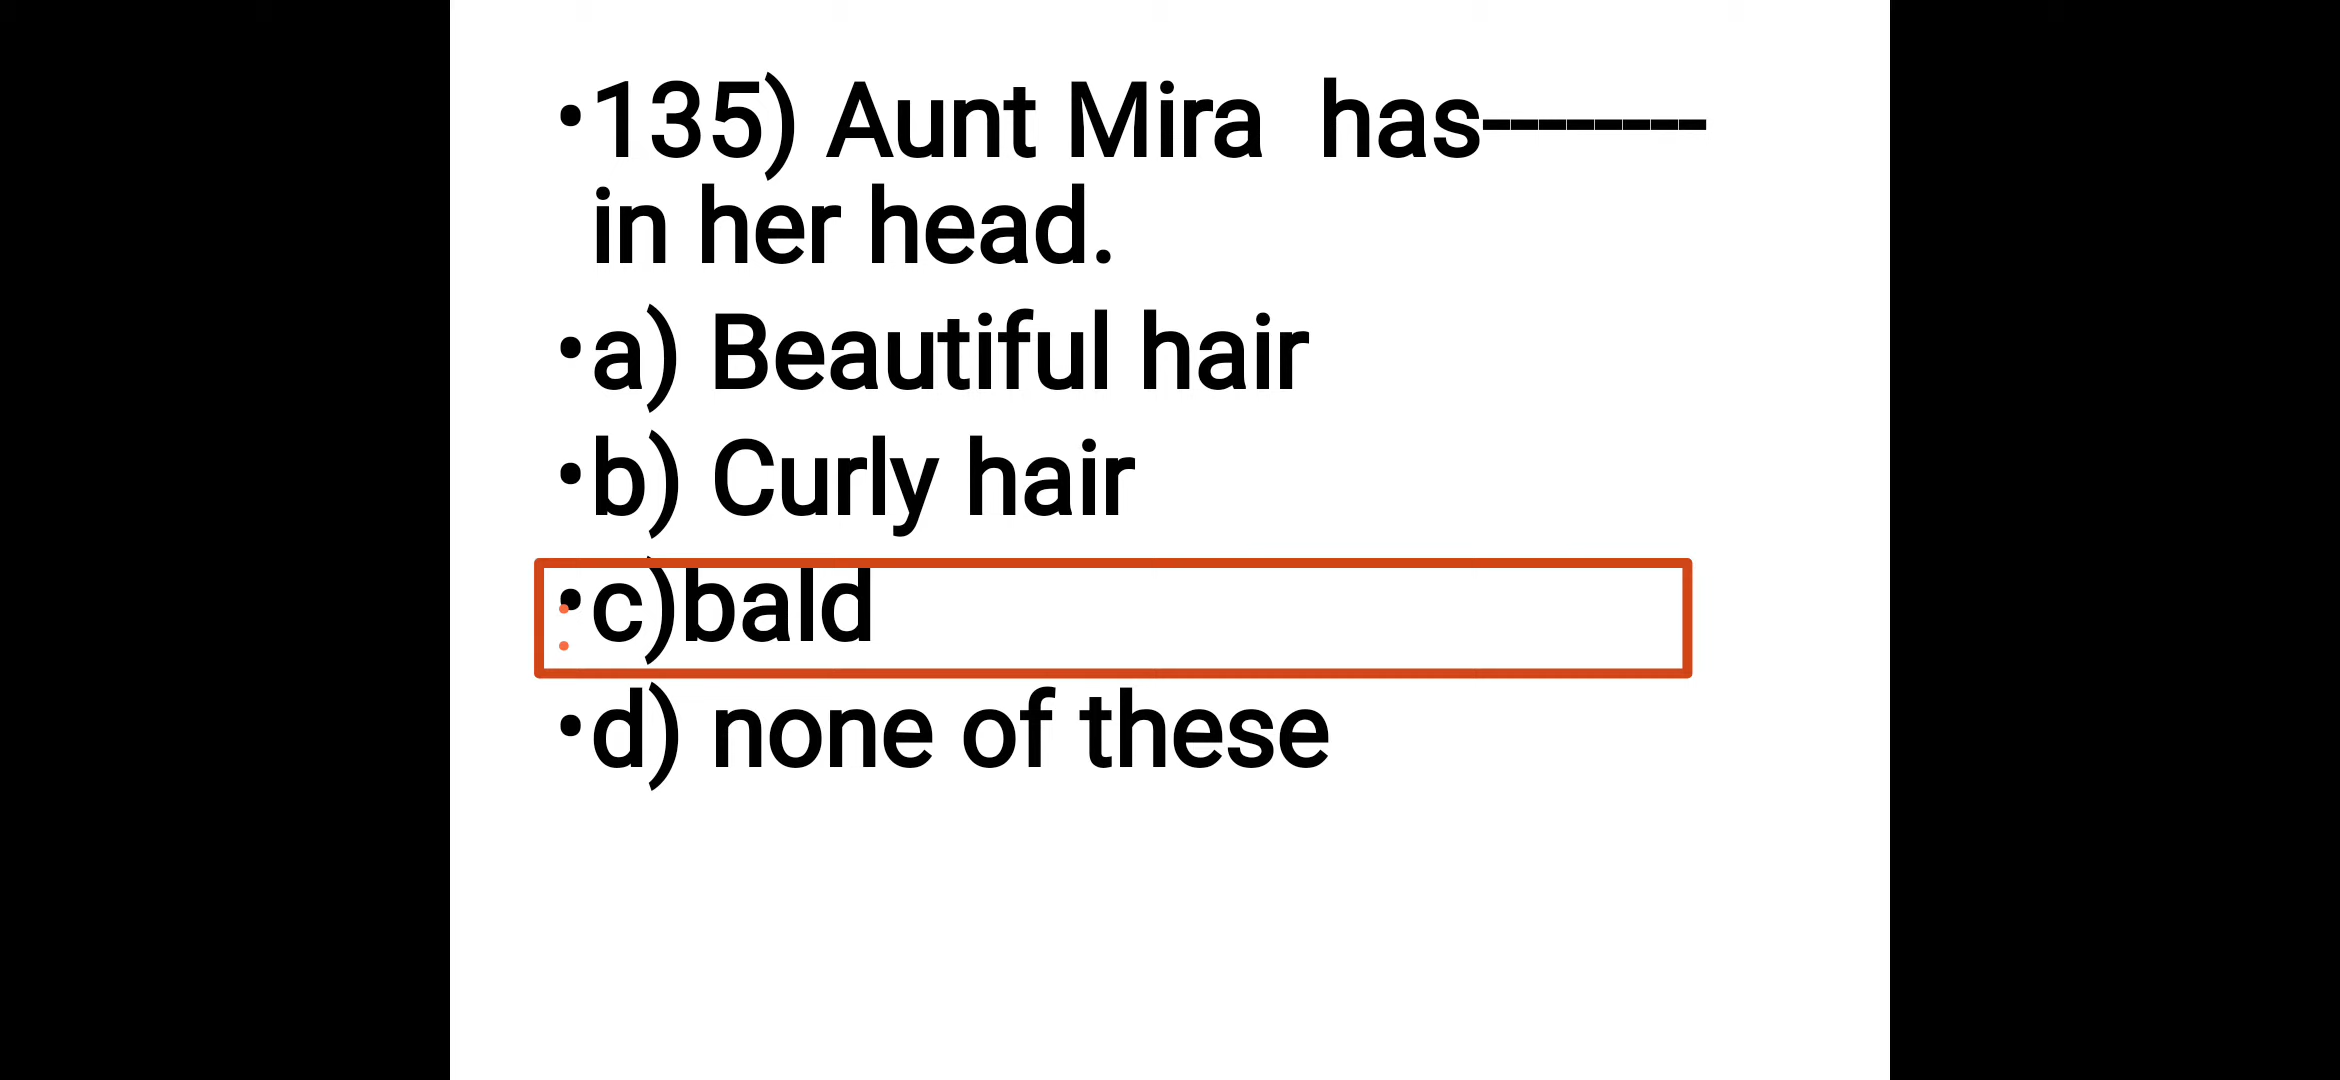 •135) Aunt Mira  has--------
in her head.
•a) Beautiful hair
•b) Curly hair
•c)bald
•d) none of these